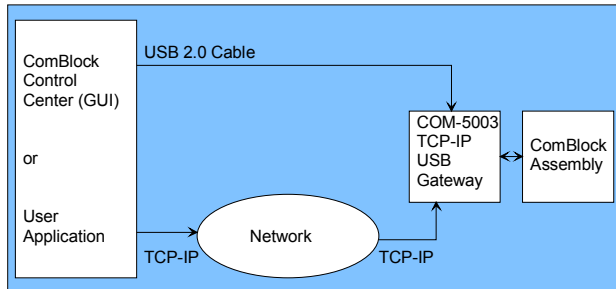 ComBlock
Control
Center (GUI)
or
User
Application
USB 2.0 Cable
TCP-IP
Network
TCP-IP
COM-5003
TCP-IP
USB
Gateway
ComBlock
Assembly